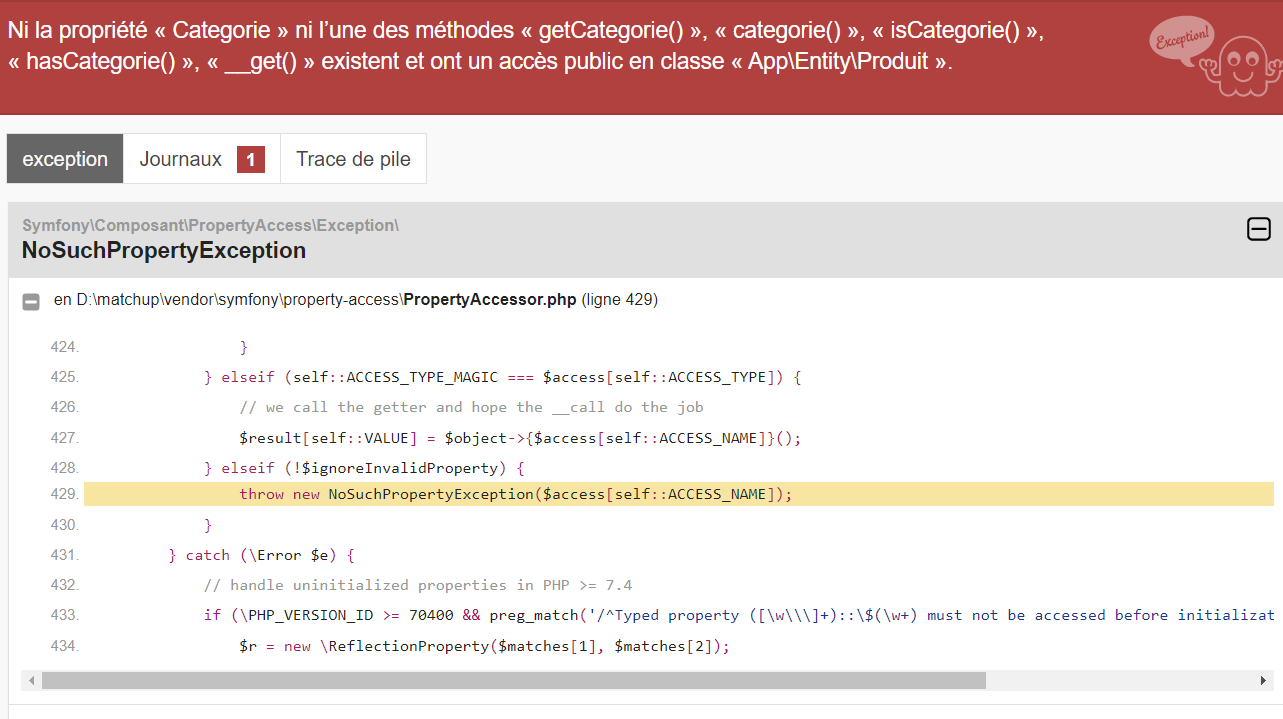 Ni la propriété « Categorie » ni l’une des méthodes « getCategorie() », « categorie() », « isCategorie() »,
« hasCategorie() », « __get() » existent et ont un accès public en classe « App\Entity\Produit ».
Exception!
exception
Journaux 1
Trace de pile
Symfony\Composant\PropertyAccess\Exception\
NoSuchPropertyException
en D:\matchup\vendor\symfony\property-access\PropertyAccessor.php (ligne 429)
424. }
425. } elseif (self::ACCESS_TYPE_MAGIC === $access[self::ACCESS_TYPE]) {
426. // we call the getter and hope the __call do the job
427. $result[self::VALUE] = $object->{$access[self::ACCESS_NAME]}();
428. } elseif (!$ignoreInvalidProperty) {
429. throw new NoSuchPropertyException($access[self::ACCESS_NAME]);
430. }
431. } catch (\Error $e) {
432. // handle uninitialized properties in PHP >= 7.4
433. if (\PHP_VERSION_ID >= 70400 && preg_match('/^Typed property ([\w\\\]+)::\$(\w+) must not be accessed before initializat
434. $r = new \ReflectionProperty($matches[1], $matches[2]);